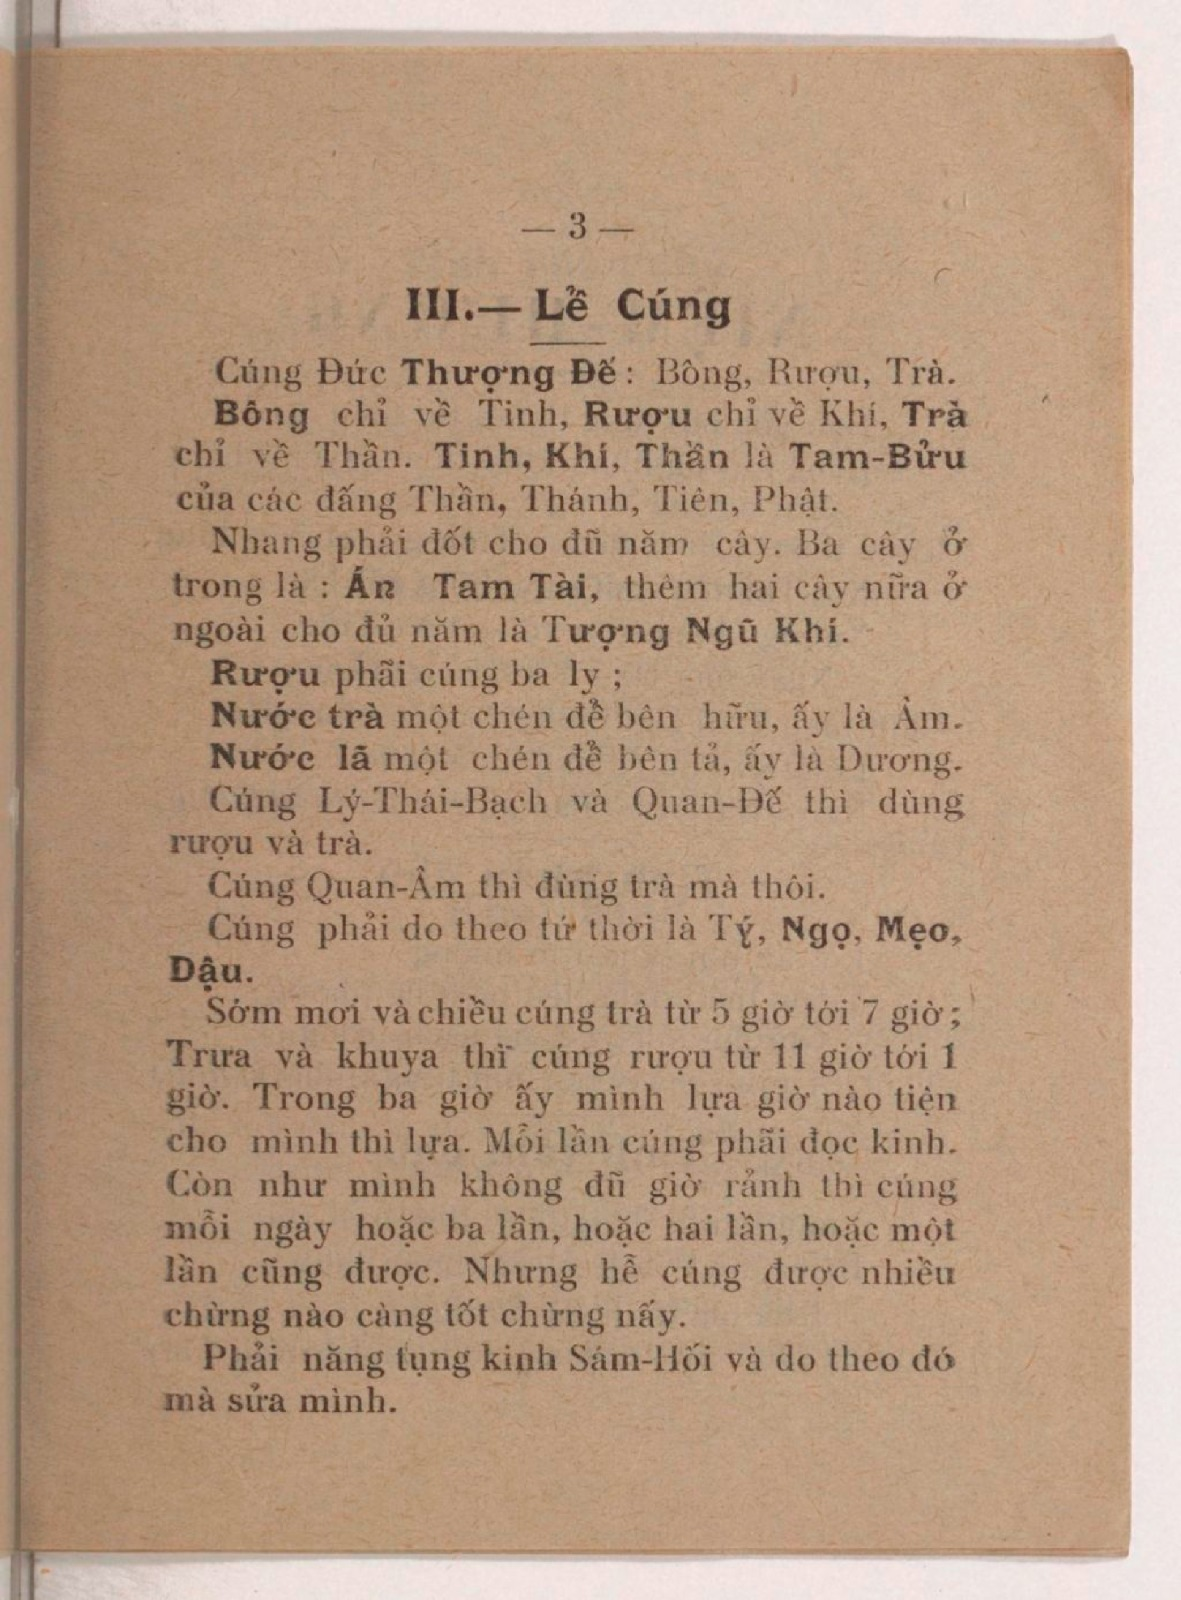 — 3 —
III.— Lể Cúng
Cúng Đức Thượng Đế : Bông, Rượu, Trà.
Bông chỉ về Tinh, Rượu chỉ về Khí, Trà
chỉ về Thần. Tinh, Khí, Thần là Tam-Bửu
của các đấng Thần, Thánh, Tiên, Phật.
Nhang phải đốt cho đũ năm cây. Ba cây ở
trong là : Án Tam Tài, thêm hai cây nữa ở
ngoài cho đủ năm là Tượng Ngũ Khí.
Rượu phãi cúng ba ly ;
Nước trà một chén để bên hữu, ấy là Àm.
Nước lã một chén để bên tả, ấy là Dương.
Cúng Lý-Thái-Bạch và Quan-Đế thì dùng
rượu và trà.
Cúng Quan-Âm thì dùng trà mà thôi.
Cúng phải do theo tứ thời là Tý, Ngọ, Mẹo,
Dậu.
Sớm mơi và chiều cúng trà từ 5 giờ tới 7 giờ ;
Trưa và khuya thì cúng rượu từ 11 giờ tới 1
giờ. Trong ba giờ ấy mình lựa giờ nào tiện
cho mình thì lựa. Mỗi lần cúng phãi đọc kinh.
Còn như mình không đũ giờ rảnh thì cúng
mỗi ngày hoặc ba lần, hoặc hai lần, hoặc một
lần cũng được. Nhưng hễ cúng được nhiều
chừng nào càng tốt chừng nấy.
Phải năng tụng kinh Sám-Hối và do theo đó
mà sửa mình.